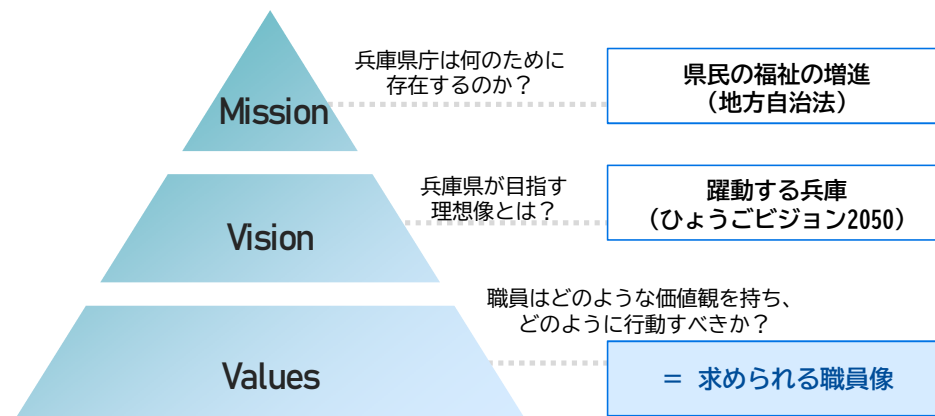 兵庫県庁は何のために
存在するのか？
県民の福祉の増進
（地方自治法）
Mission
兵庫県が目指す
理想像とは？
躍動する兵庫
（ひょうごビジョン2050）
Vision
職員はどのような価値観を持ち、
どのように行動すべきか？
Values
＝ 求められる職員像